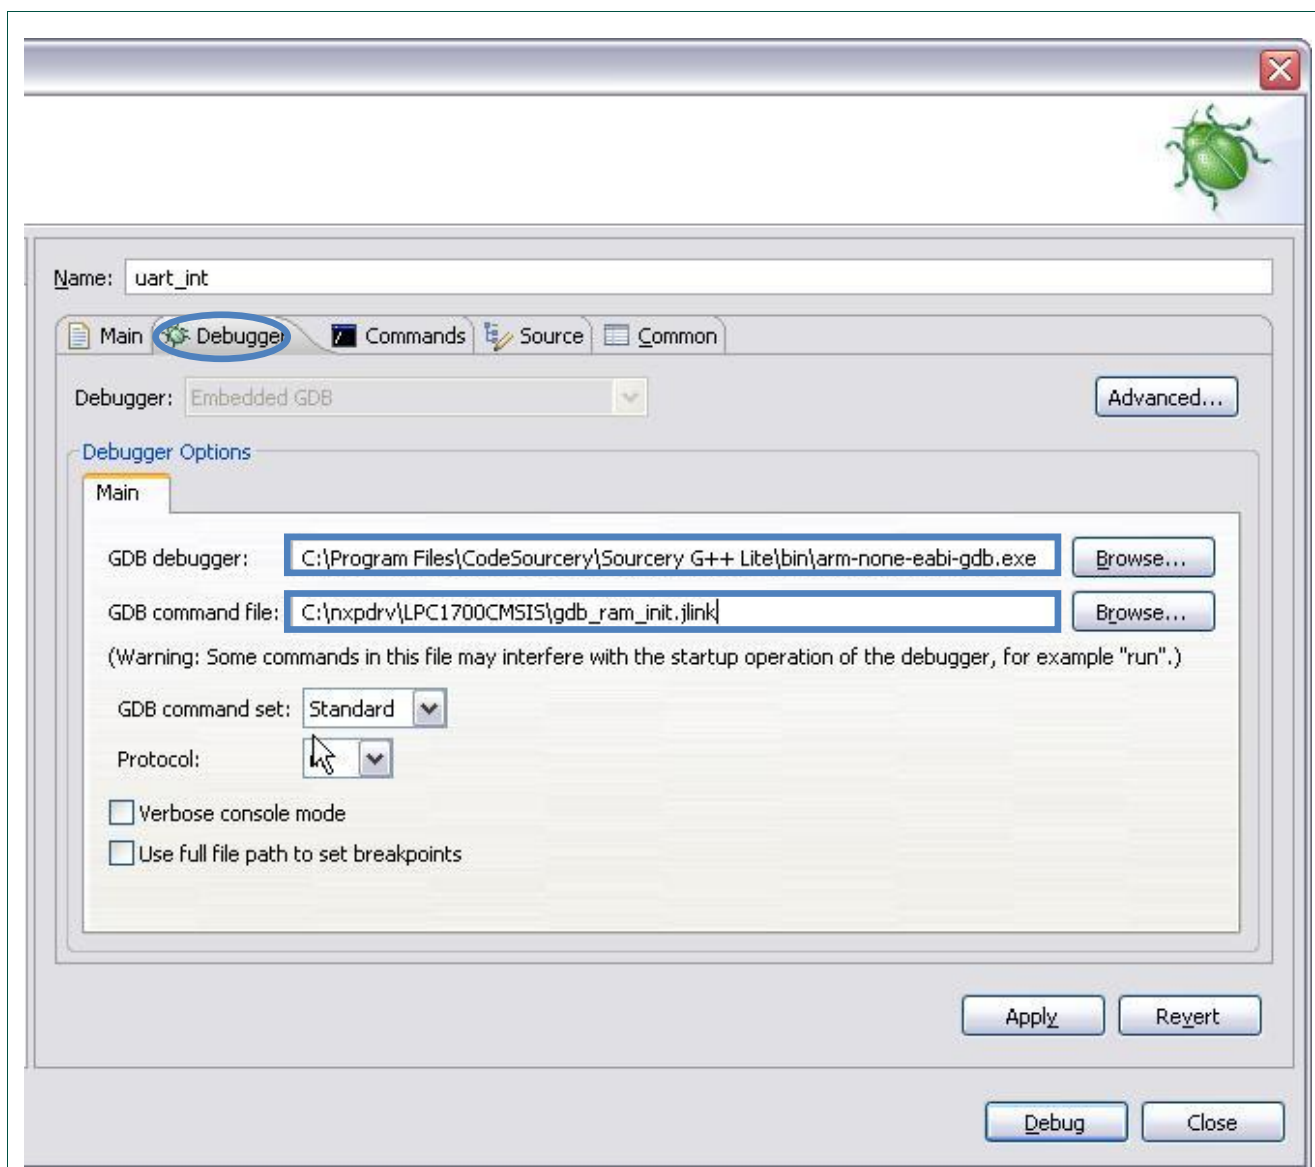 Name: uart_int
Main Debugger Commands Source Common
Debugger: Embedded GDB Advanced...
Debugger Options
Main
GDB debugger: C:\Program Files\CodeSourcery\Sourcery G++ Lite\bin\arm-none-eabi-gdb.exe Browse...
GDB command file: C:\nxpdrv\LPC1700CMSIS\gdb_ram_init.jlink Browse...
(Warning: Some commands in this file may interfere with the startup operation of the debugger, for example "run".)
GDB command set: Standard
Protocol:
Verbose console mode
Use full file path to set breakpoints
Apply Revert
Debug Close